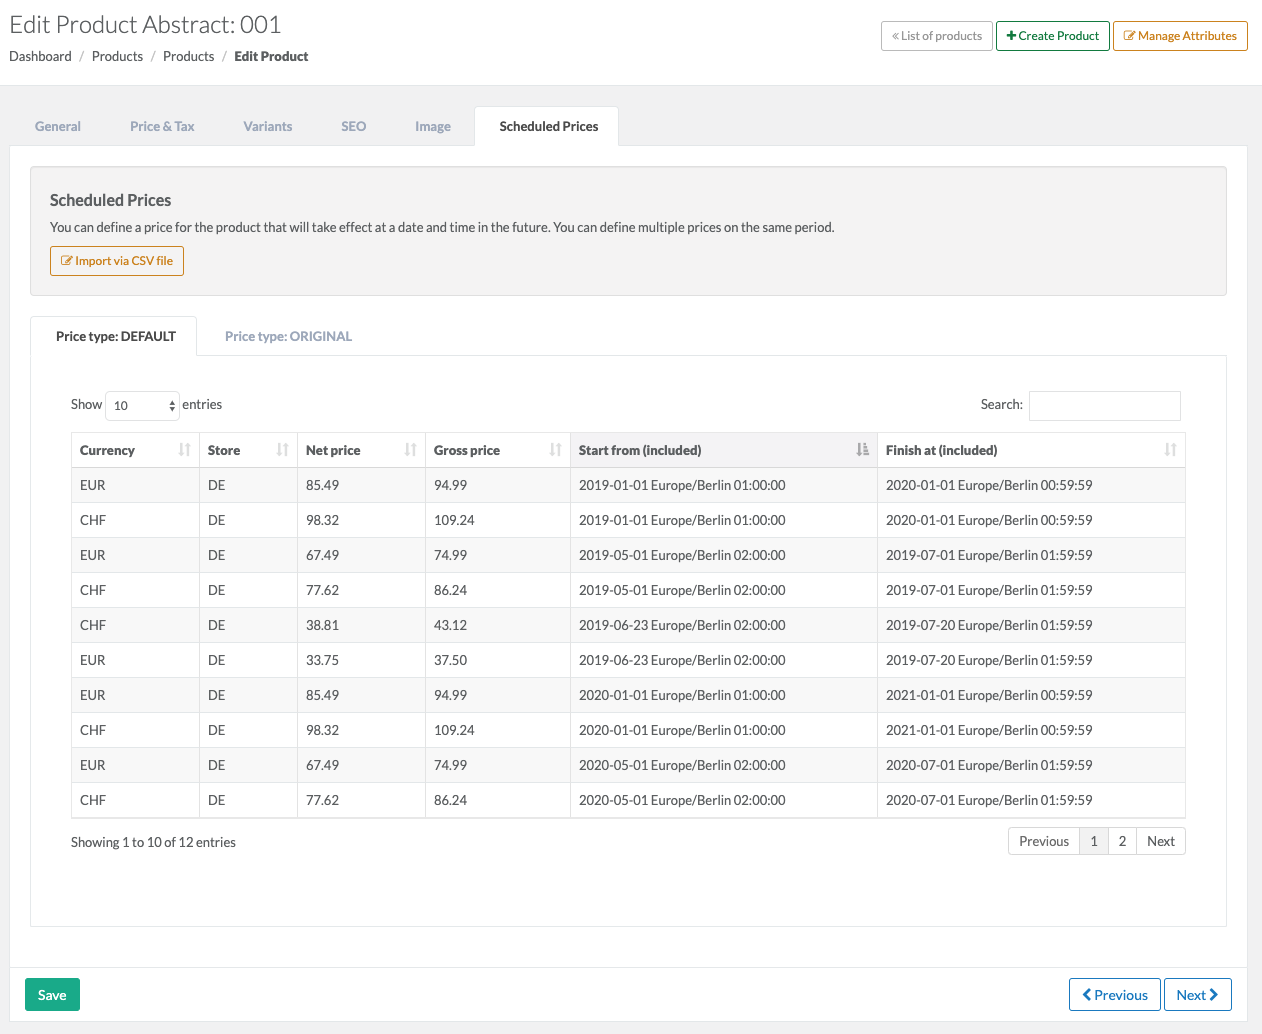 Edit Product Abstract: 001
Dashboard / Products / Products / Edit Product
« List of products
Create Product
Manage Attributes
General Price & Tax Variants SEO Image Scheduled Prices
Scheduled Prices
You can define a price for the product that will take effect at a date and time in the future. You can define multiple prices on the same period.
Import via CSV file
Price type: DEFAULT Price type: ORIGINAL
Show 10 entries Search:
Currency Store Net price Gross price Start from (included) Finish at (included)
EUR DE 85.49 94.99 2019-01-01 Europe/Berlin 01:00:00 2020-01-01 Europe/Berlin 00:59:59
CHF DE 98.32 109.24 2019-01-01 Europe/Berlin 01:00:00 2020-01-01 Europe/Berlin 00:59:59
EUR DE 67.49 74.99 2019-05-01 Europe/Berlin 02:00:00 2019-07-01 Europe/Berlin 01:59:59
CHF DE 77.62 86.24 2019-05-01 Europe/Berlin 02:00:00 2019-07-01 Europe/Berlin 01:59:59
CHF DE 38.81 43.12 2019-06-23 Europe/Berlin 02:00:00 2019-07-20 Europe/Berlin 01:59:59
EUR DE 33.75 37.50 2019-06-23 Europe/Berlin 02:00:00 2019-07-20 Europe/Berlin 01:59:59
EUR DE 85.49 94.99 2020-01-01 Europe/Berlin 01:00:00 2021-01-01 Europe/Berlin 00:59:59
CHF DE 98.32 109.24 2020-01-01 Europe/Berlin 01:00:00 2021-01-01 Europe/Berlin 00:59:59
EUR DE 67.49 74.99 2020-05-01 Europe/Berlin 02:00:00 2020-07-01 Europe/Berlin 01:59:59
CHF DE 77.62 86.24 2020-05-01 Europe/Berlin 02:00:00 2020-07-01 Europe/Berlin 01:59:59
Showing 1 to 10 of 12 entries Previous 1 2 Next
Save Previous Next